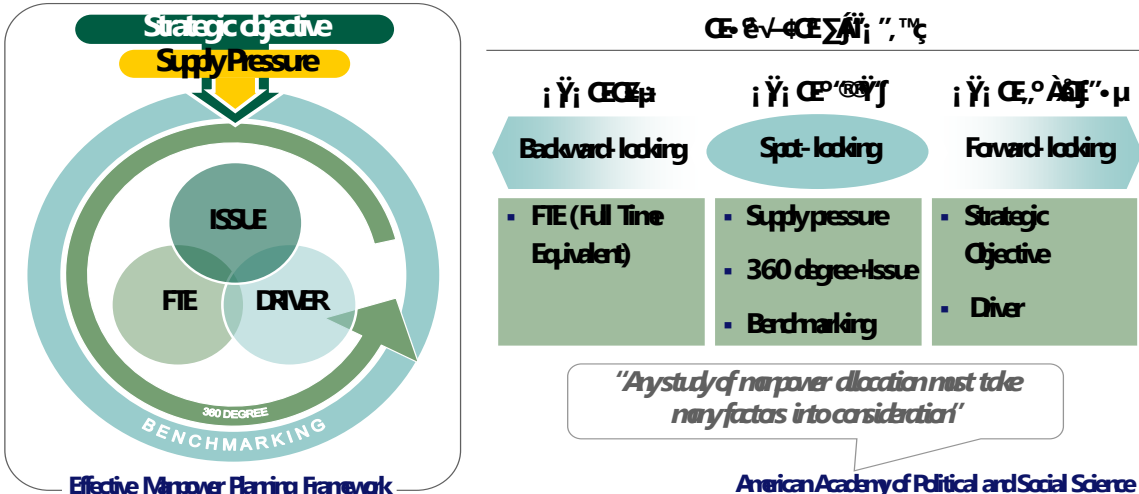 Strategic objective
Supply Pressure
ISSUE
FTE
DRIVER
360 DEGREE
BENCHMARKING
Effective Manpower Planning Framework
Backward-looking
Spot-looking
Forward-looking
▪ FTE (Full Time
Equivalent)
▪ Supply pressure
▪ 360 degree+Issue
▪ Benchmarking
▪ Strategic
Objective
▪ Driver
“Any study of manpower allocation must take
many factors into consideration”
American Academy of Political and Social Science